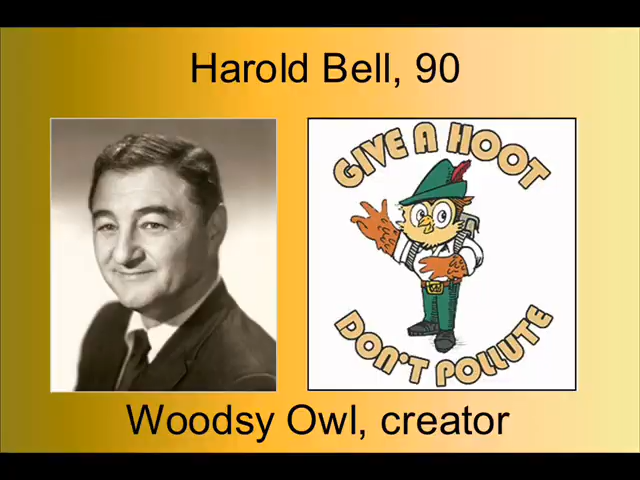 Harold Bell, 90
GIVE A HOOT
DON'T POLLUTE
Woodsy Owl, creator